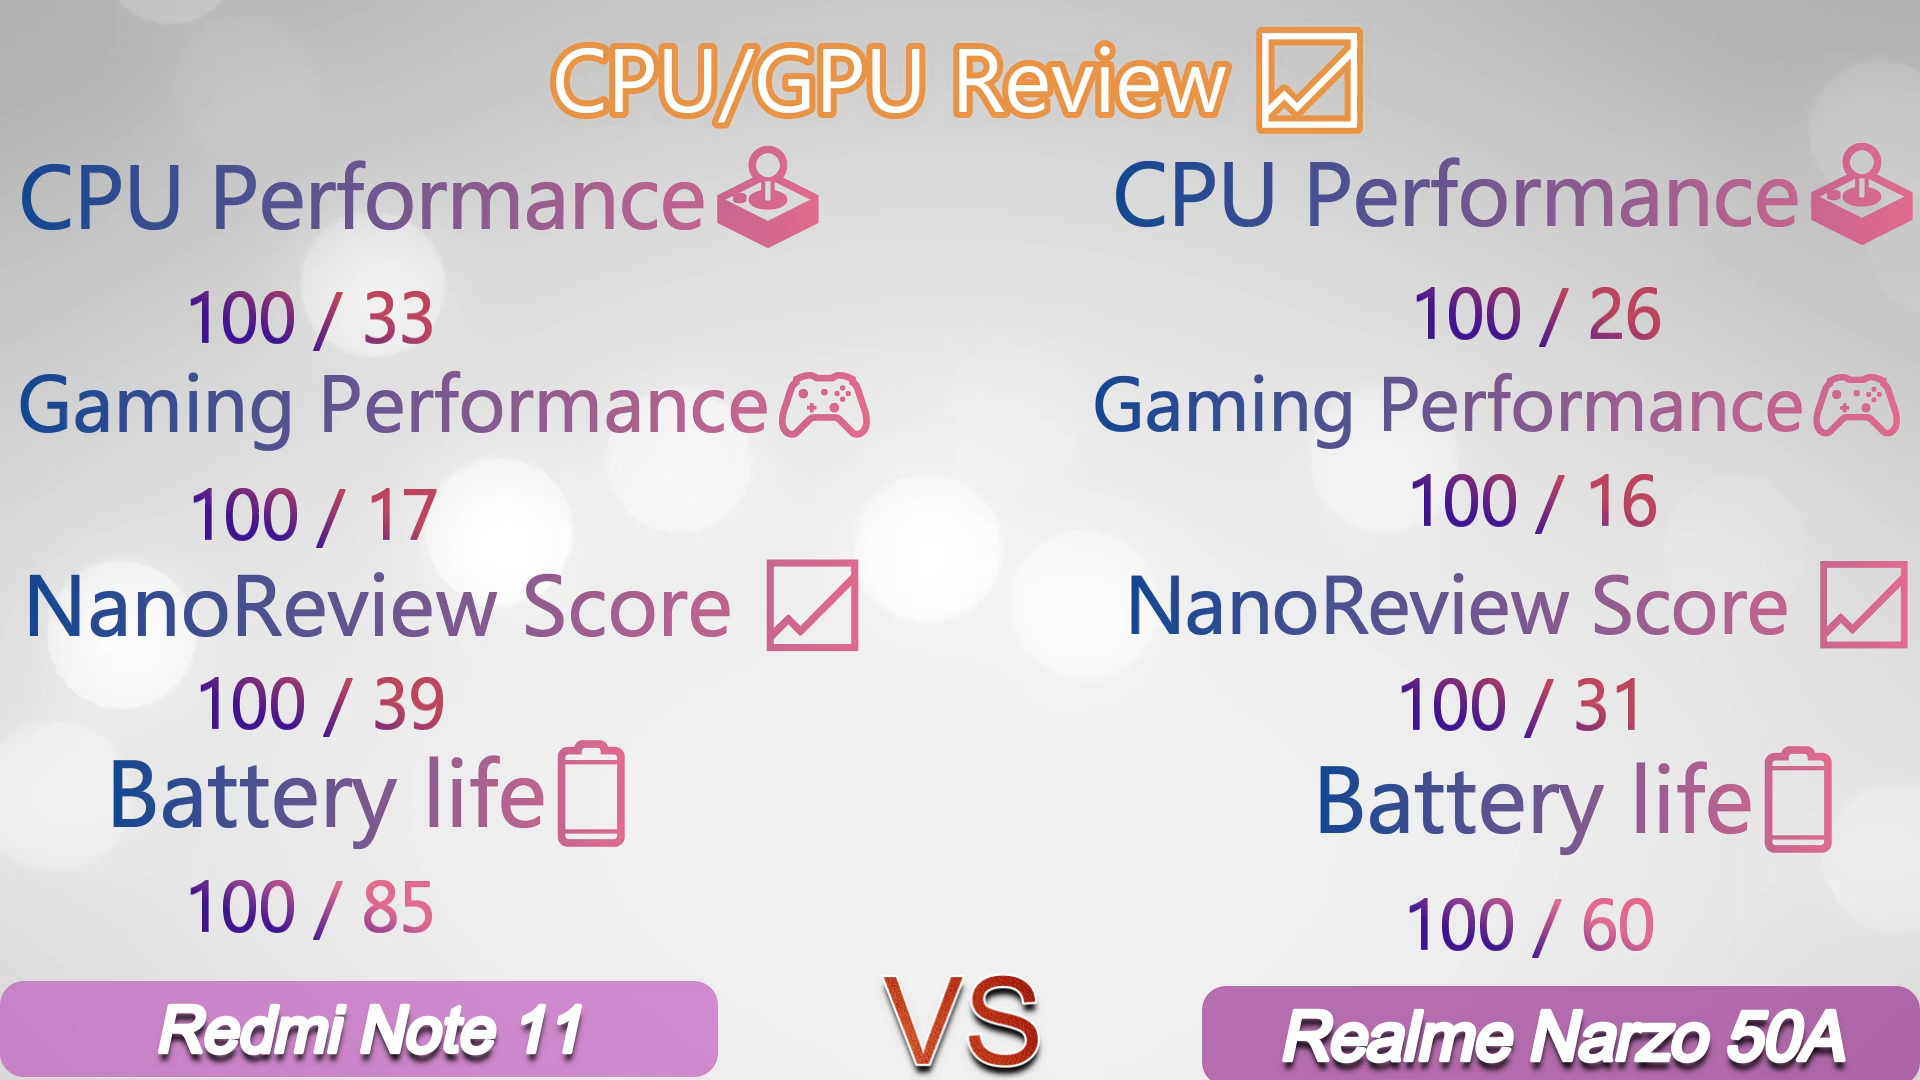 CPU/GPU Review
CPU Performance
100 / 33
Gaming Performance
100 / 17
NanoReview Score
100 / 39
Battery life
100 / 85
Redmi Note 11
VS
CPU Performance
100 / 26
Gaming Performance
100 / 16
NanoReview Score
100 / 31
Battery life
100 / 60
Realme Narzo 50A